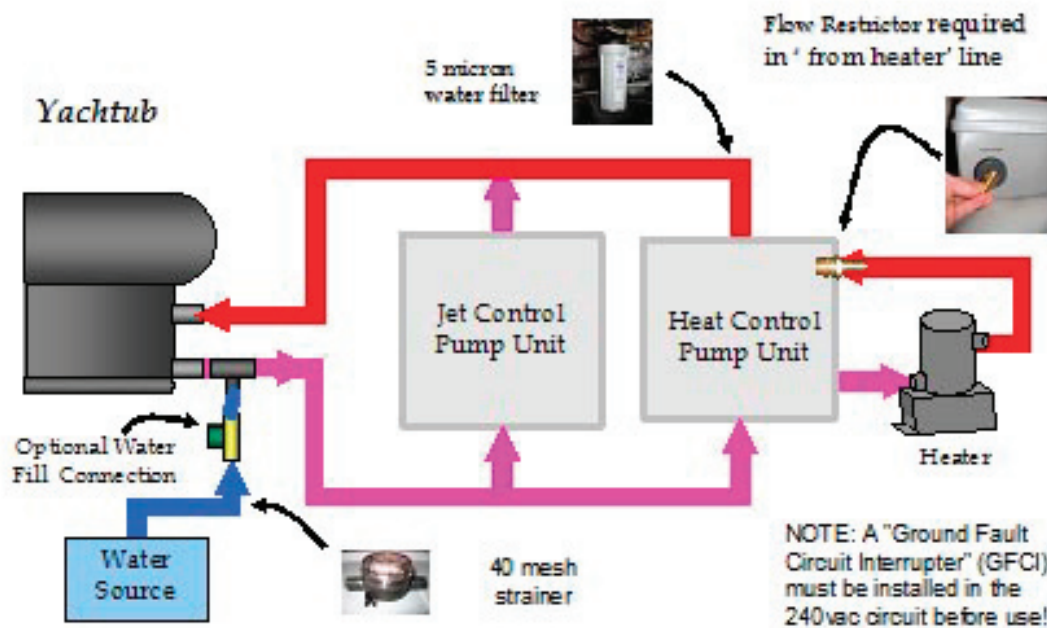 Flow Restrictor required
in ' from heater' line
5 micron
water filter
Yachtub
Jet Control
Pump Unit
Heat Control
Pump Unit
Optional Water
Fill Connection
Heater
Water
Source
40 mesh
strainer
NOTE: A "Ground Fault
Circuit Interrupter" (GFCI)
must be installed in the
240vac circuit before use!